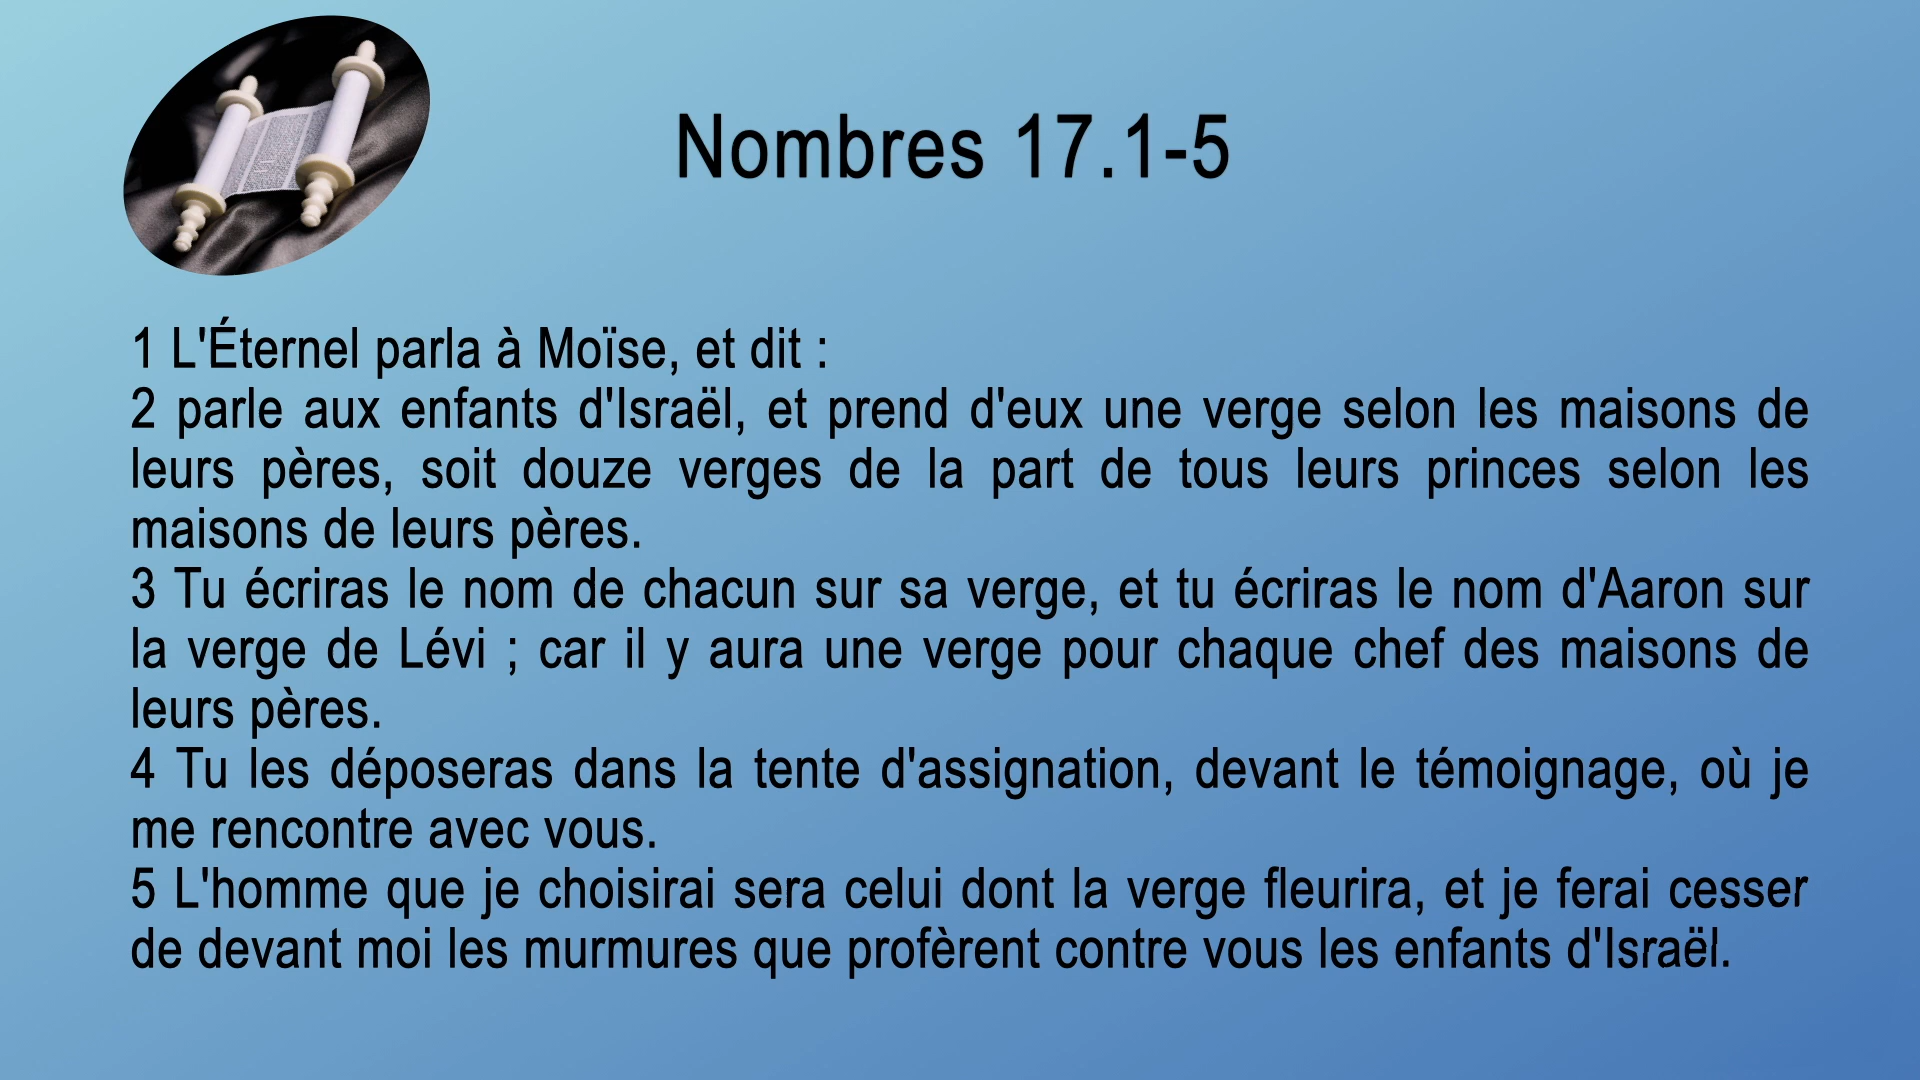 Nombres 17.1-5
1 L'Éternel parla à Moïse, et dit :
2 parle aux enfants d'Israël, et prend d'eux une verge selon les maisons de
leurs pères, soit douze verges de la part de tous leurs princes selon les
maisons de leurs pères.
3 Tu écriras le nom de chacun sur sa verge, et tu écriras le nom d'Aaron sur
la verge de Lévi ; car il y aura une verge pour chaque chef des maisons de
leurs pères.
4 Tu les déposeras dans la tente d'assignation, devant le témoignage, où je
me rencontre avec vous.
5 L'homme que je choisirai sera celui dont la verge fleurira, et je ferai cesser
de devant moi les murmures que profèrent contre vous les enfants d'Israël.